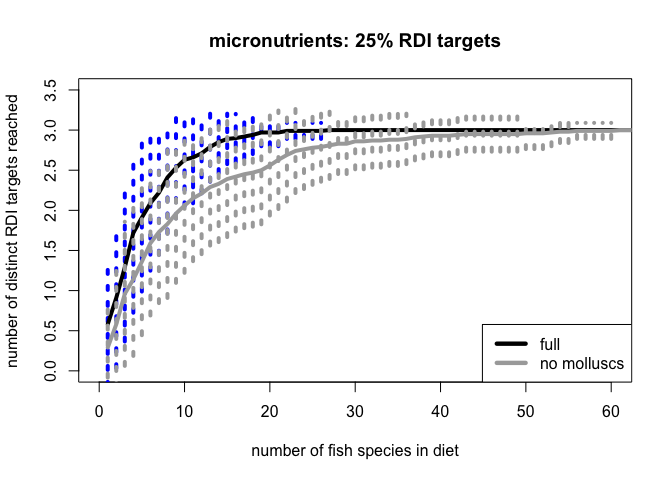 micronutrients: 25% RDI targets
number of distinct RDI targets reached
3.5
3.0
2.5
2.0
1.5
1.0
0.5
0.0
full
no molluscs
0 10 20 30 40 50 60
number of fish species in diet